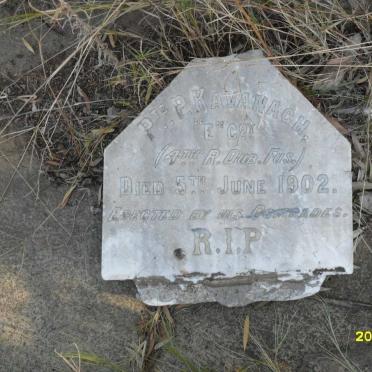 PTE P. KAVANAGH.
"E" COY
(4TH R. DUB. FUS.)
DIED 5TH JUNE 1902.
ERECTED BY HIS COMRADES.
R.I.P
20